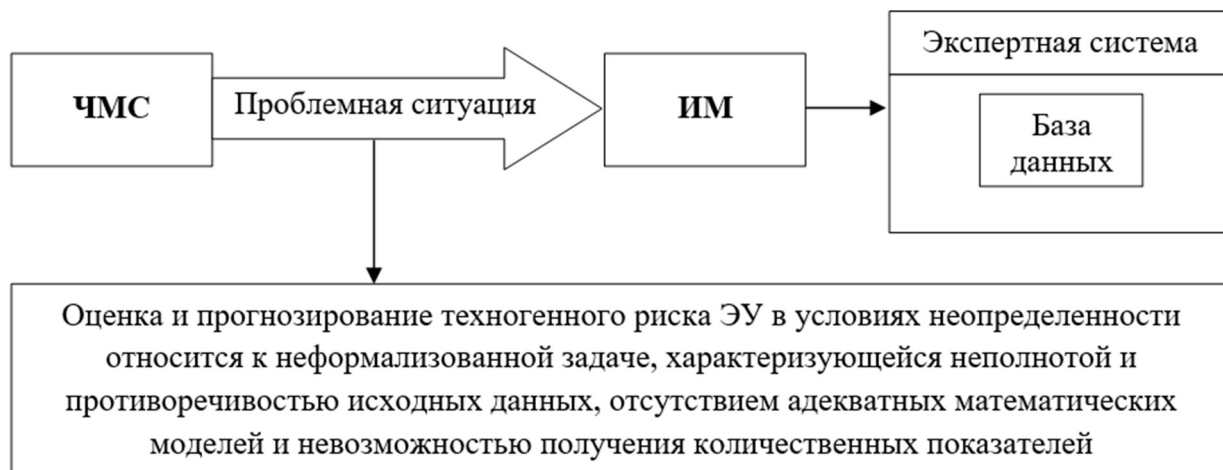 ЧМС
Проблемная ситуация
ИМ
Экспертная система
База
данных
Оценка и прогнозирование техногенного риска ЭУ в условиях неопределенности
относится к неформализованной задаче, характеризующейся неполнотой и
противоречивостью исходных данных, отсутствием адекватных математических
моделей и невозможностью получения количественных показателей